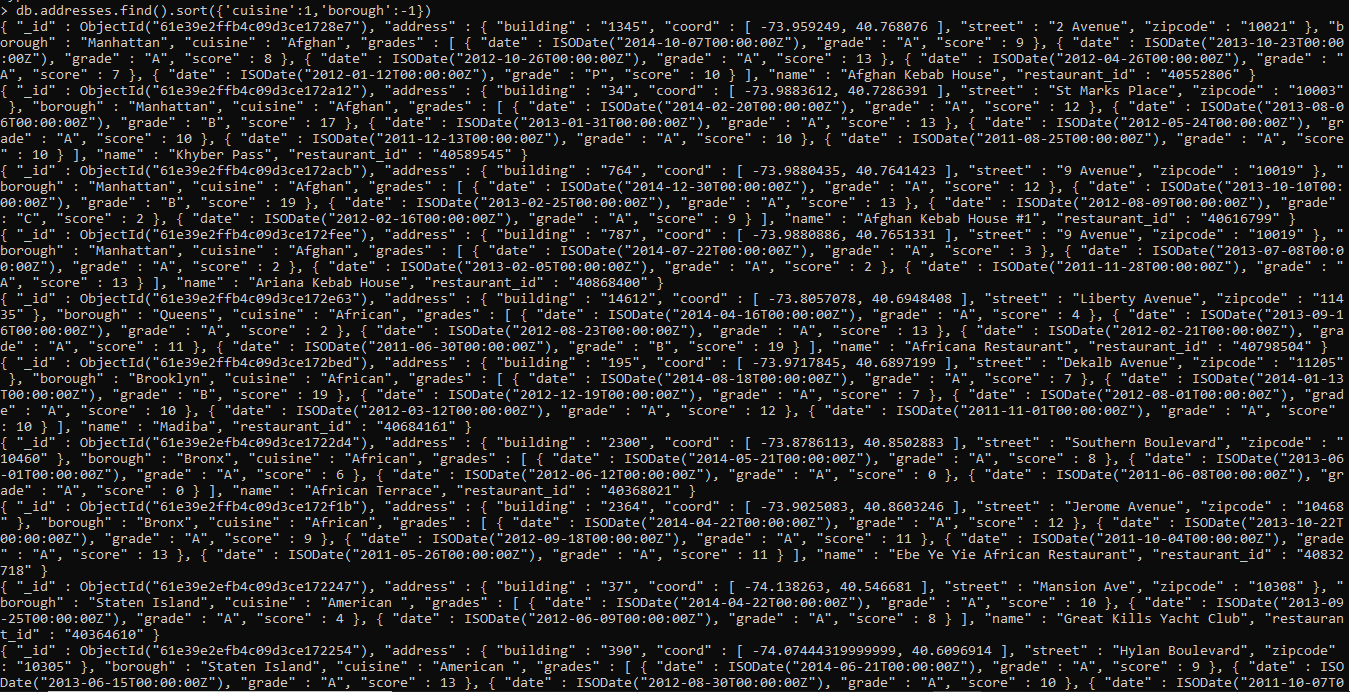 > db.addresses.find().sort({'cuisine':1,'borough':-1})
{ "_id" : ObjectId("61e39e2ffb4c09d3ce1728e7"), "address" : { "building" : "1345", "coord" : [ -73.959249, 40.768076 ], "street" : "2 Avenue", "zipcode" : "10021" }, "b
orough" : "Manhattan", "cuisine" : "Afghan", "grades" : [ { "date" : ISODate("2014-10-07T00:00:00Z"), "grade" : "A", "score" : 9 }, { "date" : ISODate("2013-10-23T00:00
:00Z"), "grade" : "A", "score" : 8 }, { "date" : ISODate("2012-10-26T00:00:00Z"), "grade" : "A", "score" : 13 }, { "date" : ISODate("2012-04-26T00:00:00Z"), "grade" : "
A", "score" : 7 }, { "date" : ISODate("2012-01-12T00:00:00Z"), "grade" : "P", "score" : 10 } ], "name" : "Afghan Kebab House", "restaurant_id" : "40552806" }
{ "_id" : ObjectId("61e39e2ffb4c09d3ce172a12"), "address" : { "building" : "34", "coord" : [ -73.9883612, 40.7286391 ], "street" : "St Marks Place", "zipcode" : "10003"
 }, "borough" : "Manhattan", "cuisine" : "Afghan", "grades" : [ { "date" : ISODate("2014-02-20T00:00:00Z"), "grade" : "A", "score" : 12 }, { "date" : ISODate("2013-08-0
6T00:00:00Z"), "grade" : "B", "score" : 17 }, { "date" : ISODate("2013-01-31T00:00:00Z"), "grade" : "A", "score" : 13 }, { "date" : ISODate("2012-05-24T00:00:00Z"), "gr
ade" : "A", "score" : 10 }, { "date" : ISODate("2011-12-13T00:00:00Z"), "grade" : "A", "score" : 10 }, { "date" : ISODate("2011-08-25T00:00:00Z"), "grade" : "A", "score"
 : 10 } ], "name" : "Khyber Pass", "restaurant_id" : "40589545" }
{ "_id" : ObjectId("61e39e2ffb4c09d3ce172acb"), "address" : { "building" : "764", "coord" : [ -73.9880435, 40.7641423 ], "street" : "9 Avenue", "zipcode" : "10019" }, "
borough" : "Manhattan", "cuisine" : "Afghan", "grades" : [ { "date" : ISODate("2014-12-30T00:00:00Z"), "grade" : "A", "score" : 12 }, { "date" : ISODate("2013-10-10T00:
00:00Z"), "grade" : "B", "score" : 19 }, { "date" : ISODate("2013-02-25T00:00:00Z"), "grade" : "A", "score" : 13 }, { "date" : ISODate("2012-08-09T00:00:00Z"), "grade"
: "C", "score" : 2 }, { "date" : ISODate("2012-02-16T00:00:00Z"), "grade" : "A", "score" : 9 } ], "name" : "Afghan Kebab House #1", "restaurant_id" : "40616799" }
{ "_id" : ObjectId("61e39e2ffb4c09d3ce172fee"), "address" : { "building" : "787", "coord" : [ -73.9880886, 40.7651331 ], "street" : "9 Avenue", "zipcode" : "10019" }, "
borough" : "Manhattan", "cuisine" : "Afghan", "grades" : [ { "date" : ISODate("2014-07-22T00:00:00Z"), "grade" : "A", "score" : 3 }, { "date" : ISODate("2013-07-08T00:0
0:00Z"), "grade" : "A", "score" : 2 }, { "date" : ISODate("2013-02-05T00:00:00Z"), "grade" : "A", "score" : 2 }, { "date" : ISODate("2011-11-28T00:00:00Z"), "grade" : "
A", "score" : 13 } ], "name" : "Ariana Kebab House", "restaurant_id" : "40868400" }
{ "_id" : ObjectId("61e39e2ffb4c09d3ce172e63"), "address" : { "building" : "14612", "coord" : [ -73.8057078, 40.6948408 ], "street" : "Liberty Avenue", "zipcode" : "114
35" }, "borough" : "Queens", "cuisine" : "African", "grades" : [ { "date" : ISODate("2014-04-16T00:00:00Z"), "grade" : "A", "score" : 4 }, { "date" : ISODate("2013-09-1
6T00:00:00Z"), "grade" : "A", "score" : 2 }, { "date" : ISODate("2012-08-23T00:00:00Z"), "grade" : "A", "score" : 13 }, { "date" : ISODate("2012-02-21T00:00:00Z"), "gra
de" : "A", "score" : 11 }, { "date" : ISODate("2011-06-30T00:00:00Z"), "grade" : "B", "score" : 19 } ], "name" : "Africana Restaurant", "restaurant_id" : "40798504" }
{ "_id" : ObjectId("61e39e2ffb4c09d3ce172bed"), "address" : { "building" : "195", "coord" : [ -73.9717845, 40.6897199 ], "street" : "Dekalb Avenue", "zipcode" : "11205"
 }, "borough" : "Brooklyn", "cuisine" : "African", "grades" : [ { "date" : ISODate("2014-08-18T00:00:00Z"), "grade" : "A", "score" : 7 }, { "date" : ISODate("2014-01-13
T00:00:00Z"), "grade" : "B", "score" : 19 }, { "date" : ISODate("2012-12-19T00:00:00Z"), "grade" : "A", "score" : 7 }, { "date" : ISODate("2012-08-01T00:00:00Z"), "grad
e" : "A", "score" : 10 }, { "date" : ISODate("2012-03-12T00:00:00Z"), "grade" : "A", "score" : 12 }, { "date" : ISODate("2011-11-01T00:00:00Z"), "grade" : "A", "score"
: 10 } ], "name" : "Madiba", "restaurant_id" : "40684161" }
{ "_id" : ObjectId("61e39e2efb4c09d3ce1722d4"), "address" : { "building" : "2300", "coord" : [ -73.8786113, 40.8502883 ], "street" : "Southern Boulevard", "zipcode" : "
10460" }, "borough" : "Bronx", "cuisine" : "African", "grades" : [ { "date" : ISODate("2014-05-21T00:00:00Z"), "grade" : "A", "score" : 8 }, { "date" : ISODate("2013-06
-01T00:00:00Z"), "grade" : "A", "score" : 6 }, { "date" : ISODate("2012-06-12T00:00:00Z"), "grade" : "A", "score" : 0 }, { "date" : ISODate("2011-06-08T00:00:00Z"), "gr
ade" : "A", "score" : 0 } ], "name" : "African Terrace", "restaurant_id" : "40368021" }
{ "_id" : ObjectId("61e39e2ffb4c09d3ce172f1b"), "address" : { "building" : "2364", "coord" : [ -73.9025083, 40.8603246 ], "street" : "Jerome Avenue", "zipcode" : "10468
" }, "borough" : "Bronx", "cuisine" : "African", "grades" : [ { "date" : ISODate("2014-04-22T00:00:00Z"), "grade" : "A", "score" : 12 }, { "date" : ISODate("2013-10-22T
00:00:00Z"), "grade" : "A", "score" : 9 }, { "date" : ISODate("2012-09-18T00:00:00Z"), "grade" : "A", "score" : 11 }, { "date" : ISODate("2011-10-04T00:00:00Z"), "grade
" : "A", "score" : 13 }, { "date" : ISODate("2011-05-26T00:00:00Z"), "grade" : "A", "score" : 11 } ], "name" : "Ebe Ye Yie African Restaurant", "restaurant_id" : "40832
718" }
{ "_id" : ObjectId("61e39e2efb4c09d3ce172247"), "address" : { "building" : "37", "coord" : [ -74.138263, 40.546681 ], "street" : "Mansion Ave", "zipcode" : "10308" }, "
borough" : "Staten Island", "cuisine" : "American ", "grades" : [ { "date" : ISODate("2014-04-22T00:00:00Z"), "grade" : "A", "score" : 10 }, { "date" : ISODate("2013-09
-25T00:00:00Z"), "grade" : "A", "score" : 4 }, { "date" : ISODate("2012-06-09T00:00:00Z"), "grade" : "A", "score" : 8 } ], "name" : "Great Kills Yacht Club", "restauran
t_id" : "40364610" }
{ "_id" : ObjectId("61e39e2efb4c09d3ce172254"), "address" : { "building" : "390", "coord" : [ -74.07444319999999, 40.6096914 ], "street" : "Hylan Boulevard", "zipcode"
: "10305" }, "borough" : "Staten Island", "cuisine" : "American ", "grades" : [ { "date" : ISODate("2014-06-21T00:00:00Z"), "grade" : "A", "score" : 9 }, { "date" : ISO
Date("2013-06-15T00:00:00Z"), "grade" : "A", "score" : 13 }, { "date" : ISODate("2012-08-30T00:00:00Z"), "grade" : "A", "score" : 10 }, { "date" : ISODate("2011-10-07T0